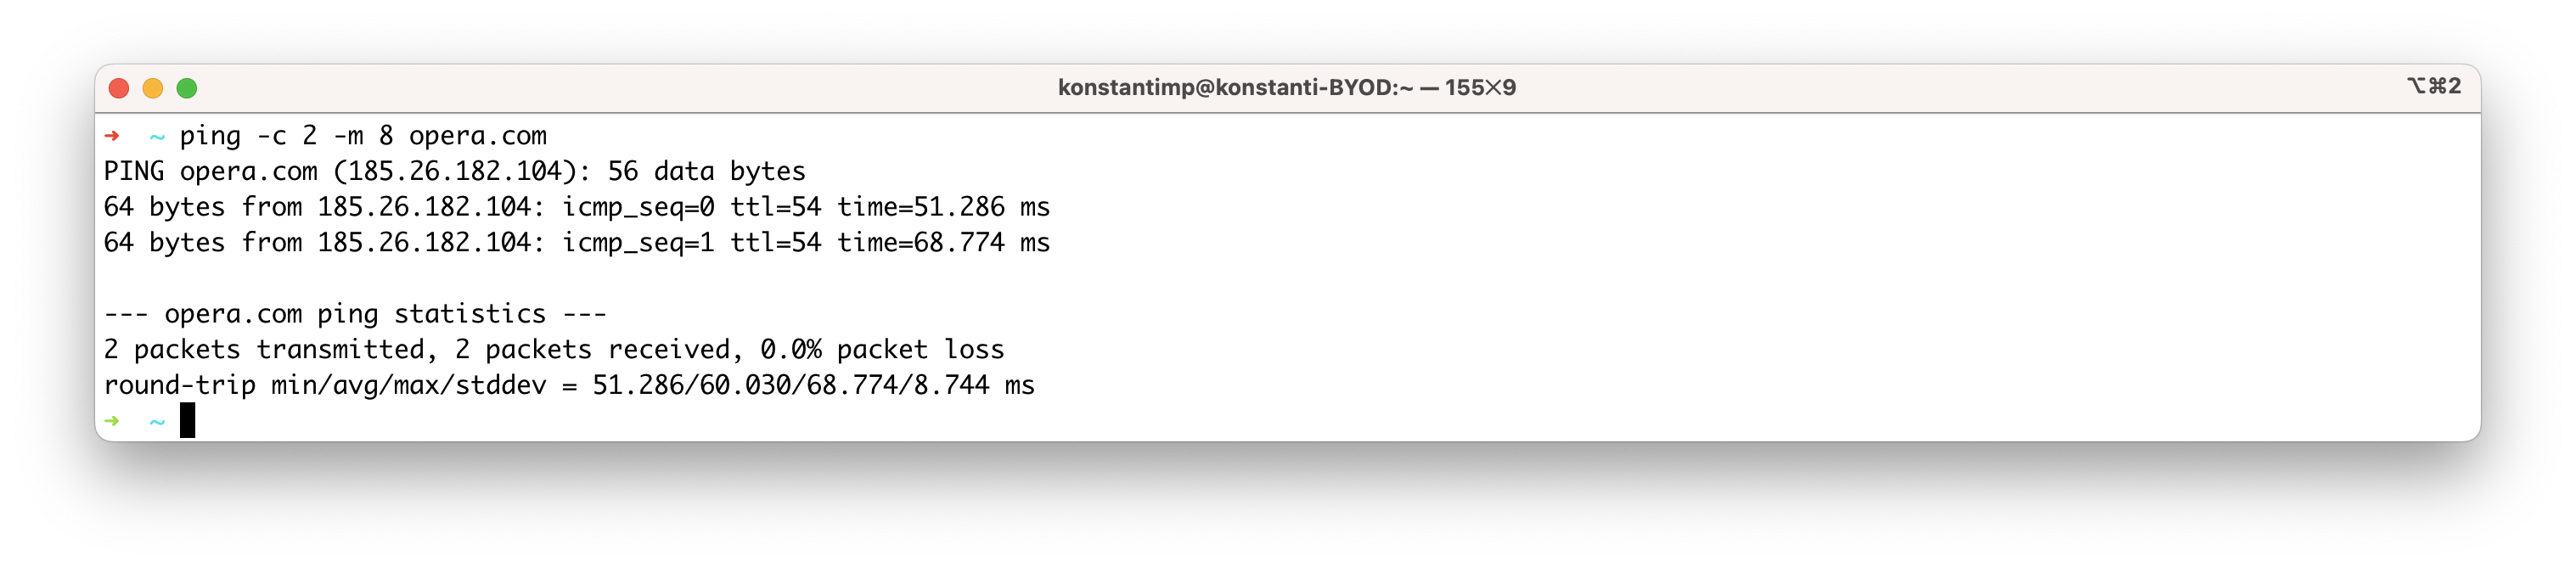 konstantimp@konstanti-BYOD:~ — 155✕9
⌥⌘2
➜  ~ ping -c 2 -m 8 opera.com
PING opera.com (185.26.182.104): 56 data bytes
64 bytes from 185.26.182.104: icmp_seq=0 ttl=54 time=51.286 ms
64 bytes from 185.26.182.104: icmp_seq=1 ttl=54 time=68.774 ms
--- opera.com ping statistics ---
2 packets transmitted, 2 packets received, 0.0% packet loss
round-trip min/avg/max/stddev = 51.286/60.030/68.774/8.744 ms
➜  ~